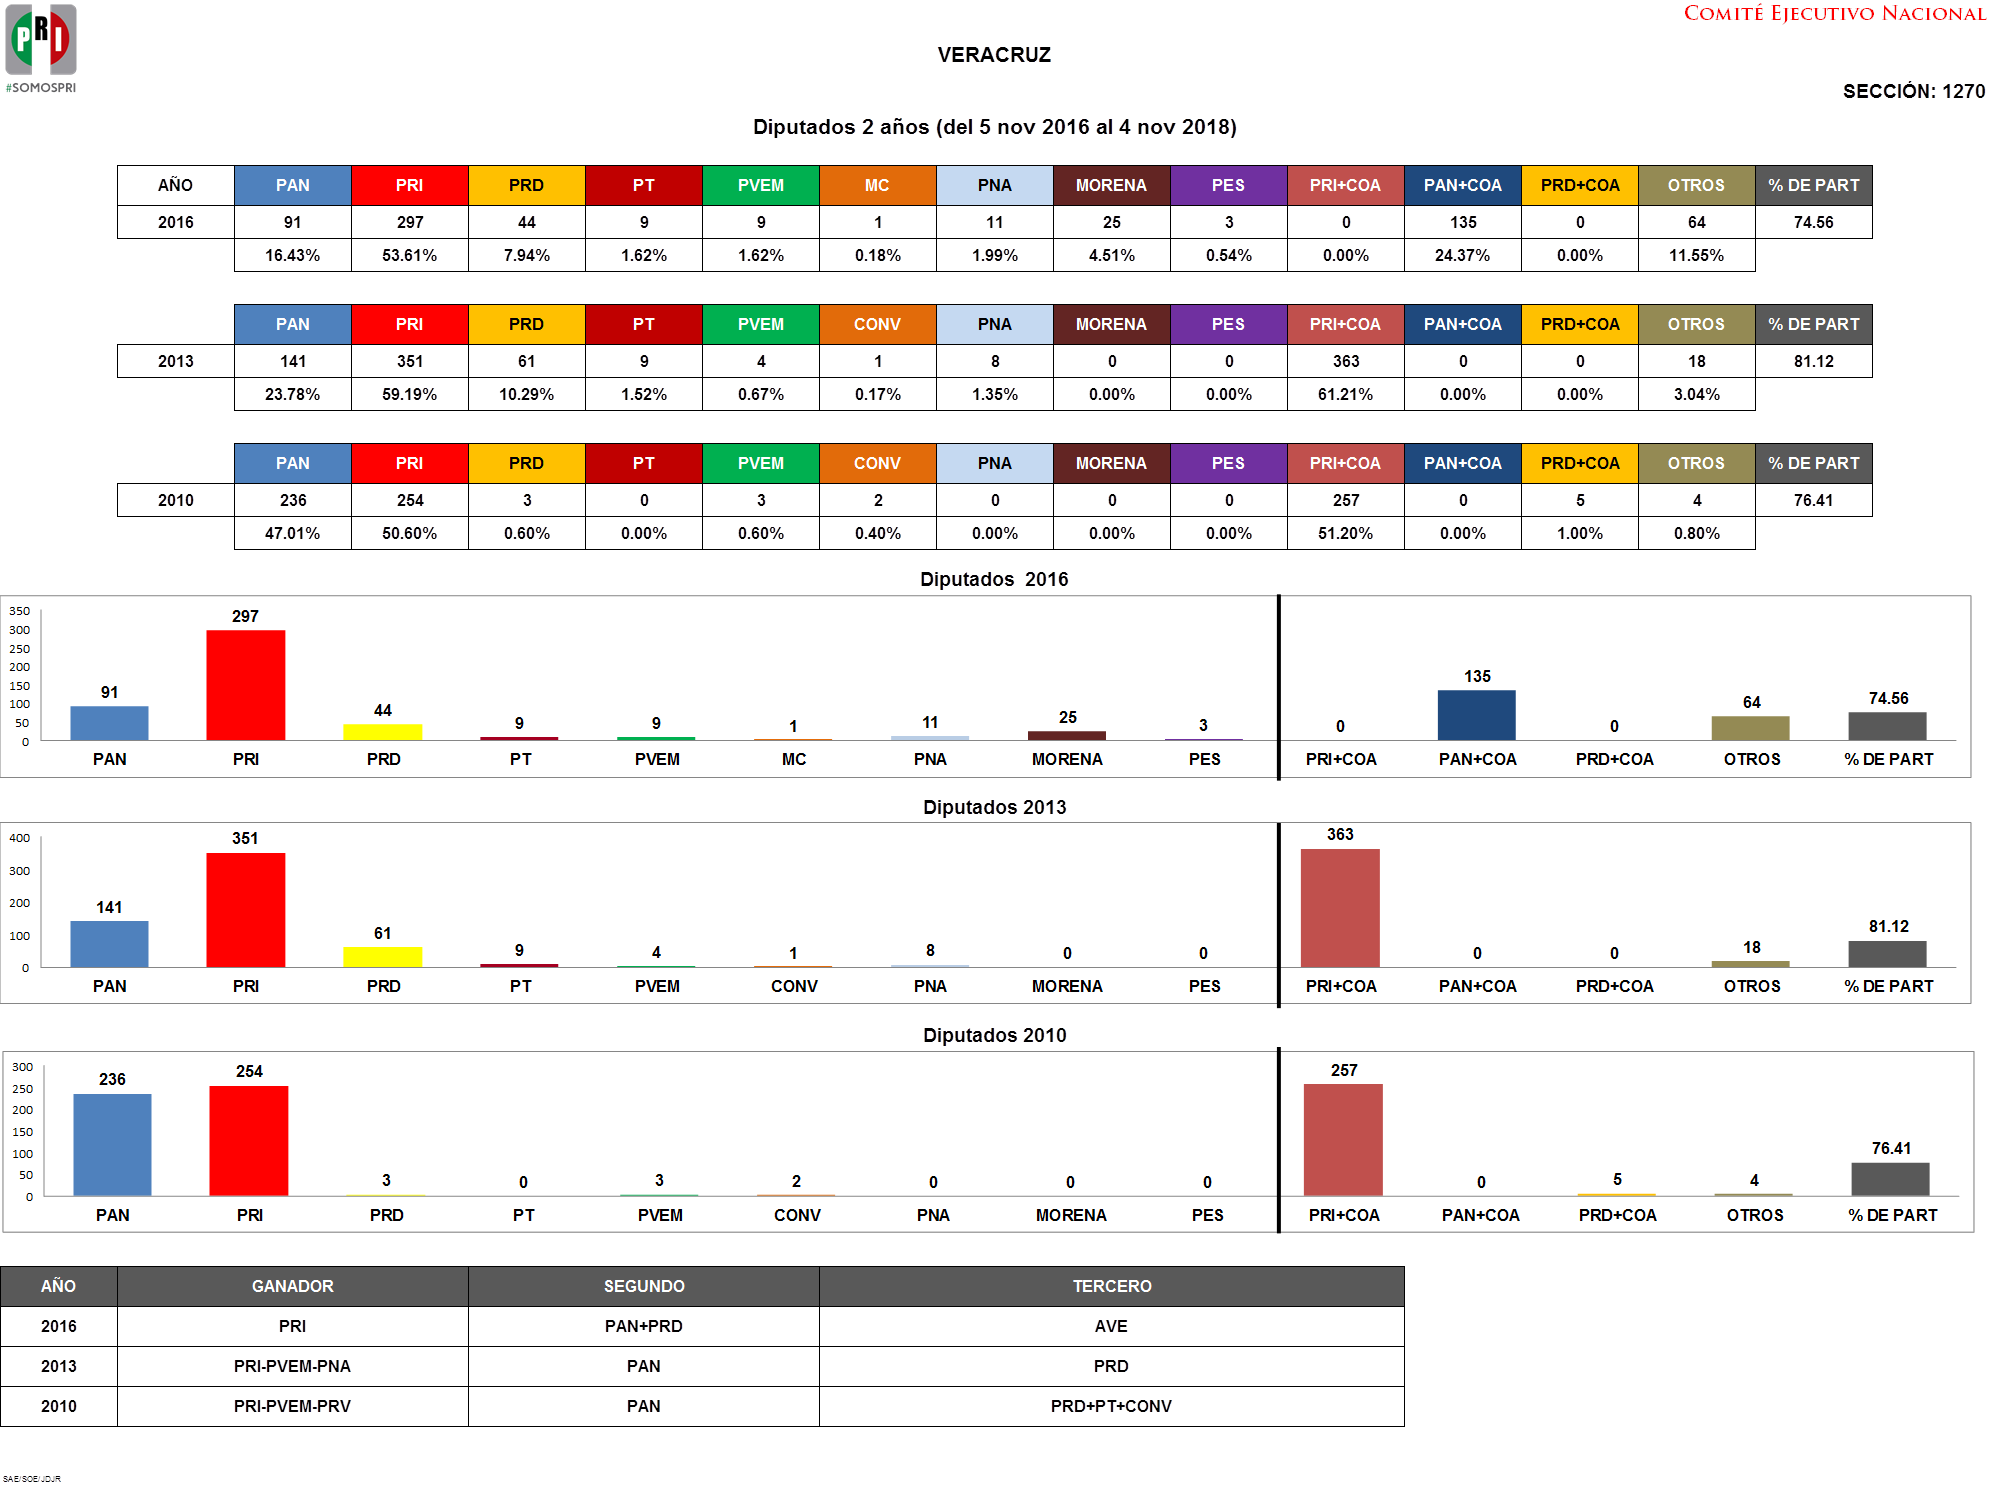 PRI
#SOMOSPRI
COMITÉ EJECUTIVO NACIONAL
VERACRUZ
SECCIÓN: 1270
Diputados 2 años (del 5 nov 2016 al 4 nov 2018)
AÑO PAN PRI PRD PT PVEM MC PNA MORENA PES PRI+COA PAN+COA PRD+COA OTROS % DE PART
2016 91 297 44 9 9 1 11 25 3 0 135 0 64 74.56
16.43% 53.61% 7.94% 1.62% 1.62% 0.18% 1.99% 4.51% 0.54% 0.00% 24.37% 0.00% 11.55%
PAN PRI PRD PT PVEM CONV PNA MORENA PES PRI+COA PAN+COA PRD+COA OTROS % DE PART
2013 141 351 61 9 4 1 8 0 0 363 0 0 18 81.12
23.78% 59.19% 10.29% 1.52% 0.67% 0.17% 1.35% 0.00% 0.00% 61.21% 0.00% 0.00% 3.04%
PAN PRI PRD PT PVEM CONV PNA MORENA PES PRI+COA PAN+COA PRD+COA OTROS % DE PART
2010 236 254 3 0 3 2 0 0 0 257 0 5 4 76.41
47.01% 50.60% 0.60% 0.00% 0.60% 0.40% 0.00% 0.00% 0.00% 51.20% 0.00% 1.00% 0.80%
Diputados 2016
350
300
250
200
150
100
50
0
91 297 44 9 9 1 11 25 3 0 135 0 64 74.56
PAN PRI PRD PT PVEM MC PNA MORENA PES PRI+COA PAN+COA PRD+COA OTROS % DE PART
Diputados 2013
400
300
200
100
0
141 351 61 9 4 1 8 0 0 363 0 0 18 81.12
PAN PRI PRD PT PVEM CONV PNA MORENA PES PRI+COA PAN+COA PRD+COA OTROS % DE PART
Diputados 2010
300
250
200
150
100
50
0
236 254 3 0 3 2 0 0 0 257 0 5 4 76.41
PAN PRI PRD PT PVEM CONV PNA MORENA PES PRI+COA PAN+COA PRD+COA OTROS % DE PART
AÑO GANADOR SEGUNDO TERCERO
2016 PRI PAN+PRD AVE
2013 PRI-PVEM-PNA PAN PRD
2010 PRI-PVEM-PRV PAN PRD+PT+CONV
SAE/SOE/JDJR